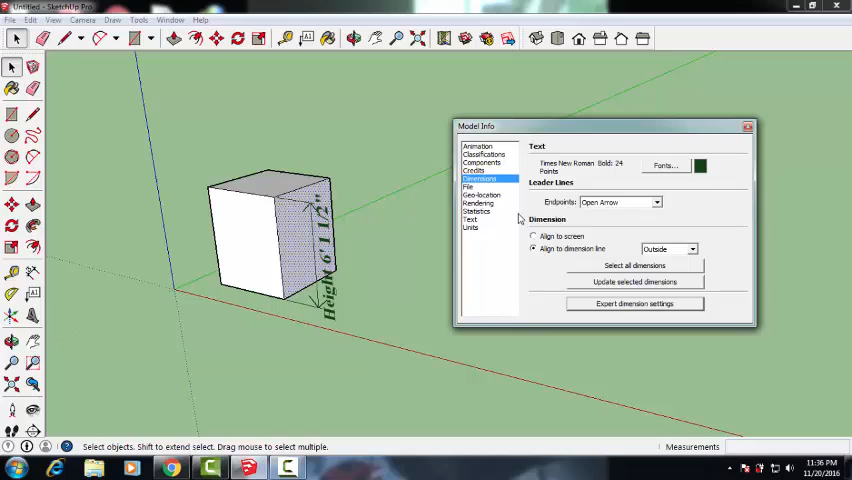 Untitled - SketchUp Pro
File Edit View Camera Draw Tools Window Help
A1
Height 6' 1 1/2"
Model Info
Animation
Classifications
Components
Credits
Dimensions
File
Geo-location
Rendering
Statistics
Text
Units
Text
Times New Roman Bold: 24
Points
Fonts...
Leader Lines
Endpoints: Open Arrow
Dimension
Align to screen
Align to dimension line Outside
Select all dimensions
Update selected dimensions
Expert dimension settings
Select objects. Shift to extend select. Drag mouse to select multiple.
Measurements
11:36 PM
11/20/2016